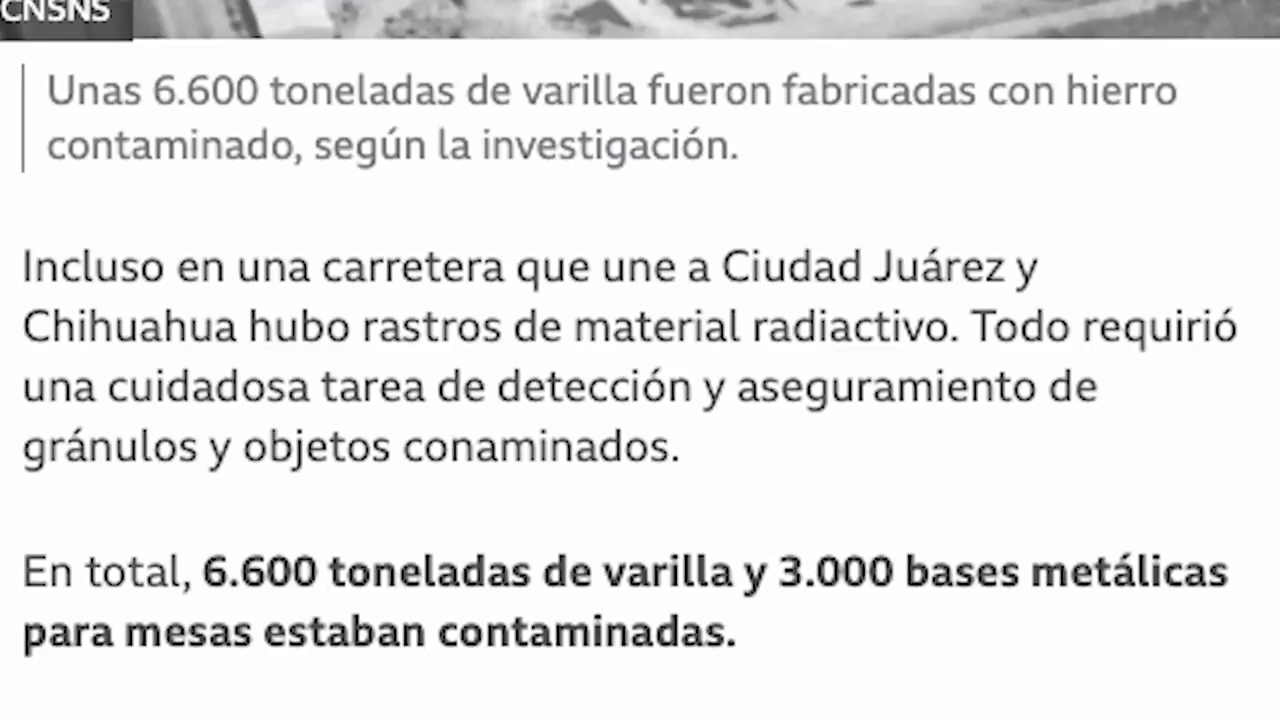 CNSNS
Unas 6.600 toneladas de varilla fueron fabricadas con hierro
contaminado, según la investigación.
Incluso en una carretera que une a Ciudad Juárez y
Chihuahua hubo rastros de material radiactivo. Todo requirió
una cuidadosa tarea de detección y aseguramiento de
gránulos y objetos conaminados.
En total, 6.600 toneladas de varilla y 3.000 bases metálicas
para mesas estaban contaminadas.